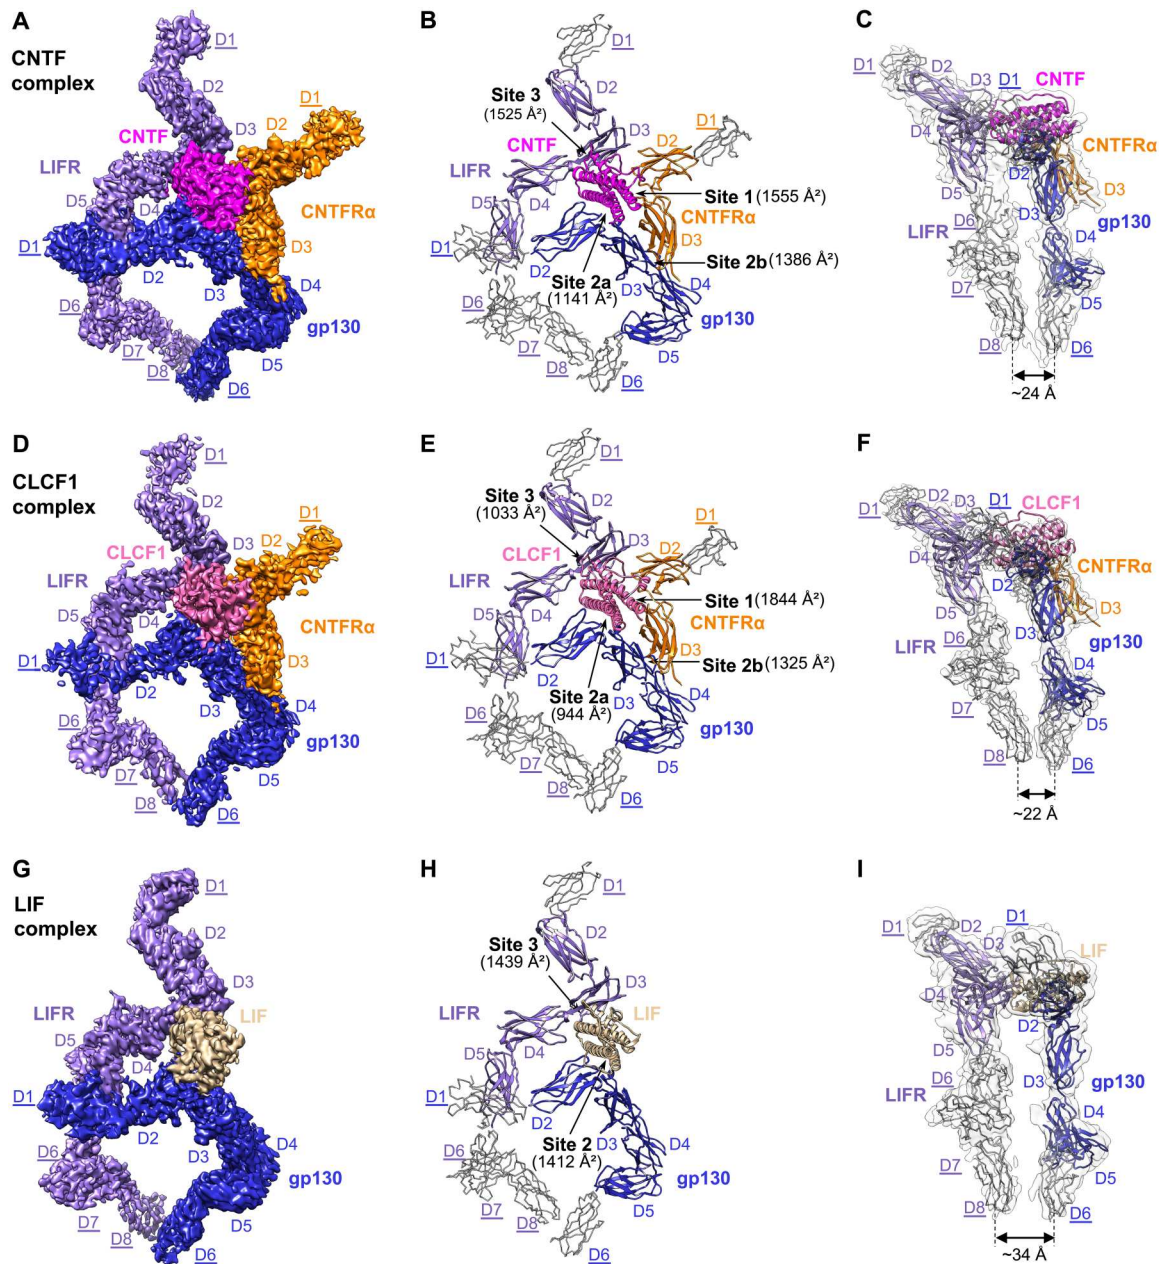 A
CNTF
complex
D1
D2
D3
D2
D1
CNTF
LIFR
D5
D4
CNTFRα
D1
D2
D3
D3
D4
D6
gp130
D7
D8
D5
D6
B
D1
Site 3
(1525 Å²)
D2
CNTF
D3
D2
D1
LIFR
Site 1 (1555 Å²)
D5
D4
CNTFRα
D1
D3
D2
Site 2b (1386 Å²)
Site 2a
(1141 Å²)
D3
D4
D6
gp130
D7
D5
D8
D6
C
D1
D2
D3
D1
CNTF
D4
CNTFRα
D2
D5
D3
D3
D6
gp130
LIFR
D4
D7
D5
D8
D6
~24 Å
D
CLCF1
complex
D1
D2
D1
D3
D2
CLCF1
LIFR
D5
D4
CNTFRα
D1
D3
D2
D3
D4
D6
gp130
D7
D5
D8
D6
E
D1
Site 3
(1033 Å²)
D2
D1
D3
D2
CLCF1
LIFR
Site 1 (1844 Å²)
D5
D4
CNTFRα
D3
D1
Site 2b (1325 Å²)
D2
Site 2a
(944 Å²)
D3
D4
D6
gp130
D7
D5
D8
D6
F
D1
D2
D3
D1
CLCF1
D4
CNTFRα
D2
D5
D3
D3
D6
gp130
LIFR
D4
D7
D5
D8
D6
~22 Å
G
LIF
complex
D1
D2
D3
LIFR
LIF
D5
D4
D1
D2
D3
D4
D6
gp130
D7
D5
D8
D6
H
D1
Site 3
(1439 Å²)
D2
D3
LIFR
LIF
D5
D4
D1
D2
Site 2
(1412 Å²)
D3
D4
D6
gp130
D7
D5
D8
D6
I
D1
D2
D3
D1
LIF
D4
D2
D5
D6
D3
gp130
LIFR
D4
D7
D5
D8
D6
~34 Å